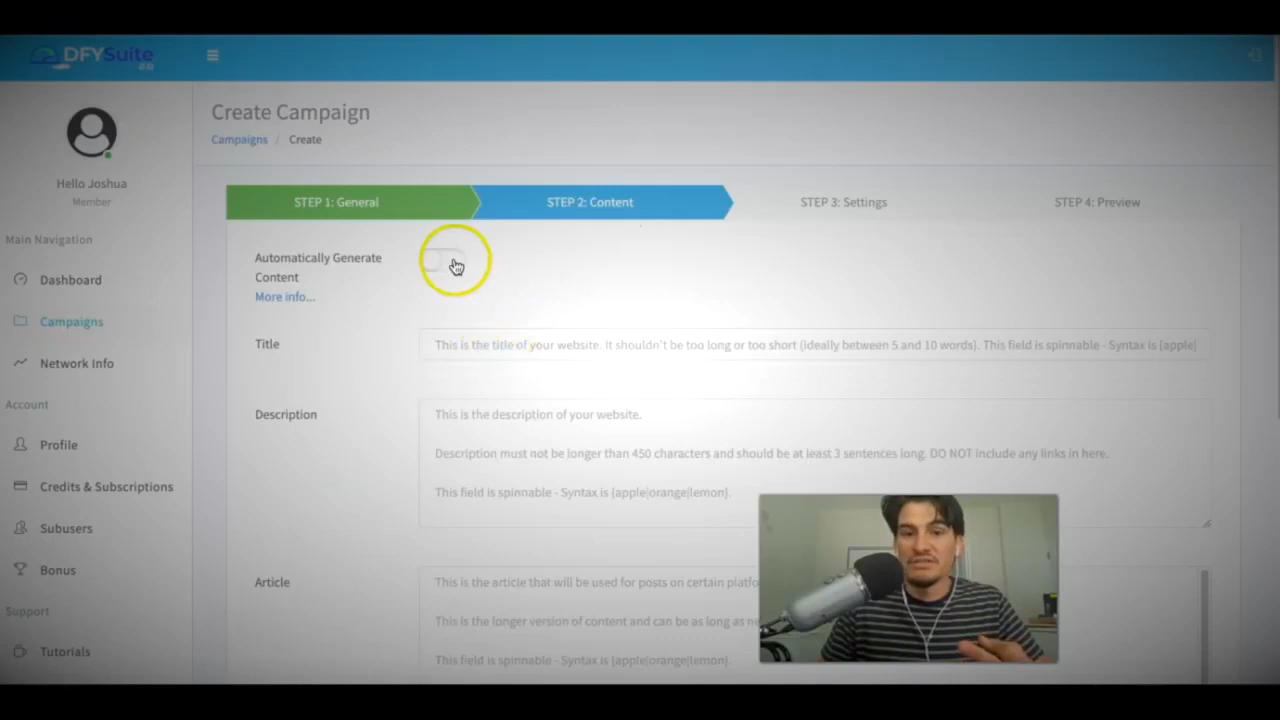 DFYSuite
2.0
Create Campaign
Campaigns / Create
Hello Joshua
Member
STEP 1: General
STEP 2: Content
STEP 3: Settings
STEP 4: Preview
Main Navigation
Dashboard
Campaigns
Network Info
Account
Profile
Credits & Subscriptions
Subusers
Bonus
Support
Tutorials
Automatically Generate
Content
More info...
Title
This is the title of your website. It shouldn't be too long or too short (ideally between 5 and 10 words). This field is spinnable - Syntax is {apple|
Description
This is the description of your website.
Description must not be longer than 450 characters and should be at least 3 sentences long. DO NOT include any links in here.
This field is spinnable - Syntax is {apple|orange|lemon}.
Article
This is the article that will be used for posts on certain platfo
This is the longer version of content and can be as long as ne
This field is spinnable - Syntax is {apple|orange|lemon}.